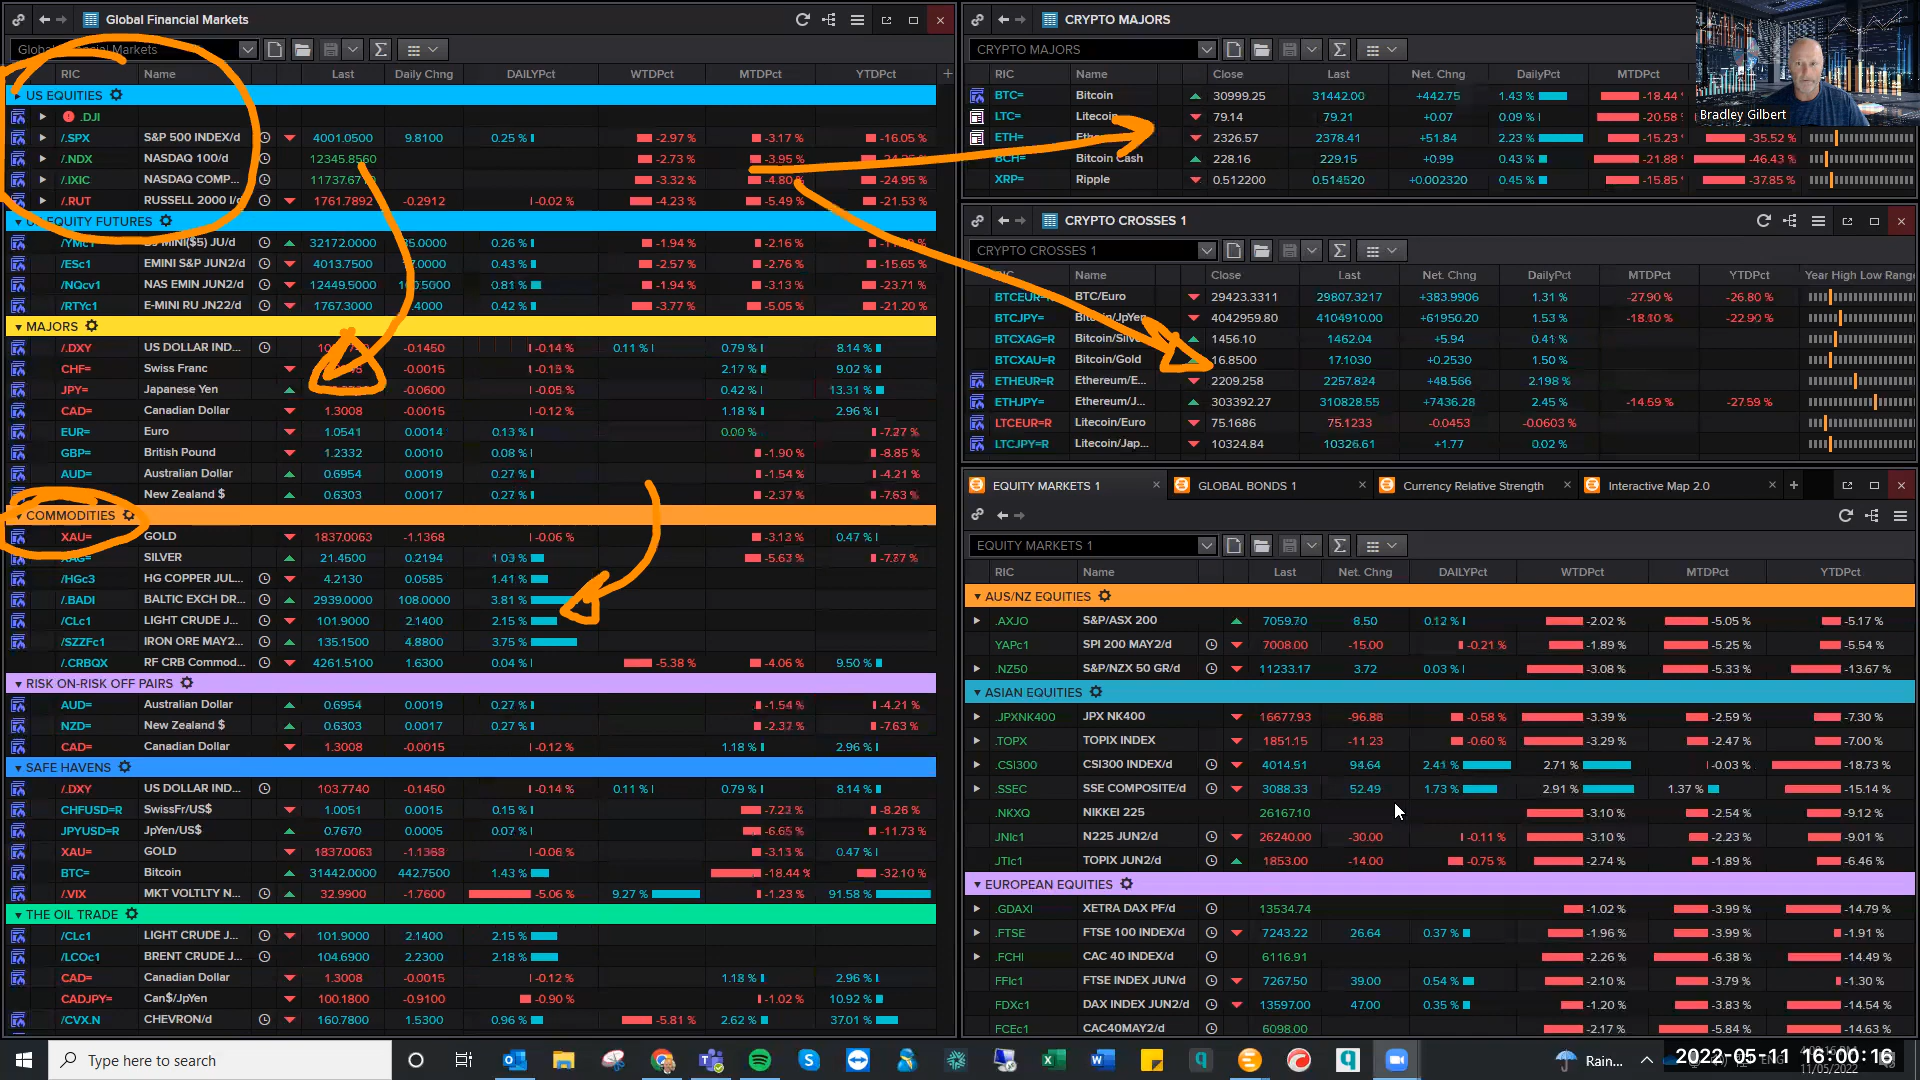 Global Financial Markets
Global Financial Markets
RIC Name Last Daily Chng DAILYPct WTDPct MTDPct YTDPct
US EQUITIES
.DJI
/.SPX S&P 500 INDEX/d 4001.0500 9.8100 0.25 % -2.97 % -3.17 % -16.05 %
/.NDX NASDAQ 100/d 12345.8560 -2.73 % -3.95 %
/.IXIC NASDAQ COMP... -3.32 % -4.80 % -24.95 %
/.RUT RUSSELL 2000 I/d 1761.7892 -0.2912 -0.02 % -4.23 % -5.49 % -21.53 %
US EQUITY FUTURES
/YMc1 32172.0000 0.26 % -1.94 % -2.16 %
/ESc1 EMINI S&P JUN2/d 4013.7500 0.43 % -2.57 % -2.76 % -15.65 %
/NQcv1 NAS EMIN JUN2/d 12449.5000 0.81 % -1.94 % -3.13 % -23.71 %
/RTYc1 E-MINI RU JN22/d 1767.3000 0.42 % -3.77 % -5.05 % -21.20 %
MAJORS
/.DXY US DOLLAR IND... -0.1450 -0.14 % 0.11 % 0.79 % 8.14 %
CHF= Swiss Franc -0.0015 2.17 % 9.02 %
JPY= Japanese Yen -0.0600 -0.05 % 0.42 % 13.31 %
CAD= Canadian Dollar 1.3008 -0.0015 -0.12 % 1.18 % 2.96 %
EUR= Euro 1.0541 0.0014 0.13 % 0.00 % -7.27 %
GBP= British Pound 1.2332 0.0010 0.08 % -1.90 % -8.85 %
AUD= Australian Dollar 0.6954 0.0019 0.27 % -1.54 % -4.21 %
New Zealand $ 0.6303 0.0017 0.27 % -2.37 % -7.63 %
COMMODITIES
XAU= GOLD 1837.0063 -1.1368 -0.06 % -3.13 % 0.47 %
XAG= SILVER 21.4500 0.2194 1.03 % -5.63 % -7.77 %
/HGc3 HG COPPER JUL... 4.2130 0.0585 1.41 %
/.BADI BALTIC EXCH DR... 2939.0000 108.0000 3.81 %
/CLc1 LIGHT CRUDE J... 101.9000 2.1400 2.15 %
/SZZFc1 IRON ORE MAY2... 135.1500 4.8800 3.75 %
/.CRBQX RF CRB Commod... 4261.5100 1.6300 0.04 % -5.38 % -4.06 % 9.50 %
RISK ON-RISK OFF PAIRS
AUD= Australian Dollar 0.6954 0.0019 0.27 % -1.54 % -4.21 %
NZD= New Zealand $ 0.6303 0.0017 0.27 % -2.37 % -7.63 %
CAD= Canadian Dollar 1.3008 -0.0015 -0.12 % 1.18 % 2.96 %
SAFE HAVENS
/.DXY US DOLLAR IND... 103.7740 -0.1450 -0.14 % 0.11 % 0.79 % 8.14 %
CHFUSD=R SwissFr/US$ 1.0051 0.0015 0.15 % -7.23 % -8.26 %
JPYUSD=R JpYen/US$ 0.7670 0.0005 0.07 % -6.65 % -11.73 %
XAU= GOLD 1837.0063 -1.1368 -0.06 % -3.13 % 0.47 %
BTC= Bitcoin 31442.0000 442.7500 1.43 % -18.44 % -32.10 %
/.VIX MKT VOLTLTY N... 32.9900 -1.7600 -5.06 % 9.27 % -1.23 % 91.58 %
THE OIL TRADE
/CLc1 LIGHT CRUDE J... 101.9000 2.1400 2.15 %
/LCOc1 BRENT CRUDE J... 104.6900 2.2300 2.18 %
CAD= Canadian Dollar 1.3008 -0.0015 -0.12 % 1.18 % 2.96 %
CADJPY= Can$/JpYen 100.1800 -0.9100 -0.90 % -1.02 % 10.92 %
/CVX.N CHEVRON/d 160.7800 1.5300 0.96 % -5.81 % 2.62 % 37.01 %
CRYPTO MAJORS
CRYPTO MAJORS
RIC Name Close Last Net. Chng DailyPct MTDPct
BTC= Bitcoin 30999.25 31442.00 +442.75 1.43 % -18.44
LTC= Litecoin 79.14 79.21 +0.07 0.09 % -20.58
ETH= 2326.57 2378.41 +51.84 2.23 % -15.23 -35.52 %
BCH= Bitcoin Cash 228.16 229.15 +0.99 0.43 % -21.88 -46.43 %
XRP= Ripple 0.512200 0.514520 +0.002320 0.45 % -15.85 -37.85 %
Bradley Gilbert
CRYPTO CROSSES 1
CRYPTO CROSSES 1
RIC Name Close Last Net. Chng DailyPct MTDPct YTDPct Year High Low Range
BTCEUR=R BTC/Euro 29423.3311 29807.3217 +383.9906 1.31 % -27.90 % -26.80 %
BTCJPY= Bitcoin/JpYen 4042959.80 4104910.00 +61950.20 1.53 % -18.10 % -22.90 %
BTCXAG=R Bitcoin/Silver 1456.10 1462.04 +5.94 0.41 %
BTCXAU=R Bitcoin/Gold 16.8500 17.1030 +0.2530 1.50 %
ETHEUR=R Ethereum/E... 2209.258 2257.824 +48.566 2.198 %
ETHJPY= Ethereum/J... 303392.27 310828.55 +7436.28 2.45 % -14.59 % -27.59 %
LTCEUR=R Litecoin/Euro 75.1686 75.1233 -0.0453 -0.0603 %
LTCJPY=R Litecoin/Jap... 10324.84 10326.61 +1.77 0.02 %
EQUITY MARKETS 1 GLOBAL BONDS 1 Currency Relative Strength Interactive Map 2.0
EQUITY MARKETS 1
RIC Name Last Net. Chng DAILYPct WTDPct MTDPct YTDPct
AUS/NZ EQUITIES
.AXJO S&P/ASX 200 7059.70 8.50 0.12 % -2.02 % -5.05 % -5.17 %
YAPc1 SPI 200 MAY2/d 7008.00 -15.00 -0.21 % -1.89 % -5.25 % -5.54 %
.NZ50 S&P/NZX 50 GR/d 11233.17 3.72 0.03 % -3.08 % -5.33 % -13.67 %
ASIAN EQUITIES
.JPXNK400 JPX NK400 16677.93 -96.88 -0.58 % -3.39 % -2.59 % -7.30 %
.TOPX TOPIX INDEX 1851.15 -11.23 -0.60 % -3.29 % -2.47 % -7.00 %
.CSI300 CSI300 INDEX/d 4014.51 94.64 2.41 % 2.71 % -0.03 % -18.73 %
.SSEC SSE COMPOSITE/d 3088.33 52.49 1.73 % 2.91 % 1.37 % -15.14 %
.NKXQ NIKKEI 225 26167.10 -3.10 % -2.54 % -9.12 %
JNIc1 N225 JUN2/d 26240.00 -30.00 -0.11 % -3.10 % -2.23 % -9.01 %
JTIc1 TOPIX JUN2/d 1853.00 -14.00 -0.75 % -2.74 % -1.89 % -6.46 %
EUROPEAN EQUITIES
.GDAXI XETRA DAX PF/d 13534.74 -1.02 % -3.99 % -14.79 %
.FTSE FTSE 100 INDEX/d 7243.22 26.64 0.37 % -1.96 % -3.99 % -1.91 %
.FCHI CAC 40 INDEX/d 6116.91 -2.26 % -6.38 % -14.49 %
FFIc1 FTSE INDEX JUN/d 7267.50 39.00 0.54 % -2.10 % -3.79 % -1.30 %
FDXc1 DAX INDEX JUN2/d 13597.00 47.00 0.35 % -1.20 % -3.83 % -14.54 %
FCEc1 CAC40MAY2/d 6098.00 -2.17 % -5.84 % -14.63 %
Type here to search
Rain...
2022-05-11 16:00:16
11/05/2022